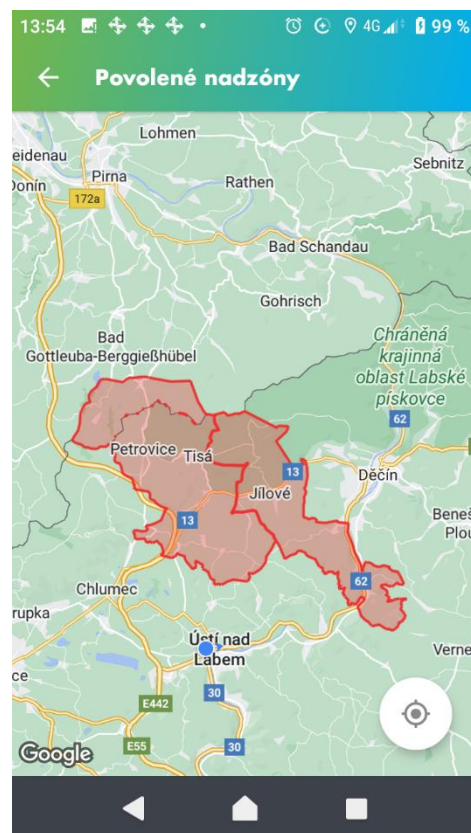 13:54
4G
99 %
Povolené nadzóny
Lohmen
eidenau
Pirna
Sebnitz
Donín
172a
Rathen
Bad Schandau
Gohrisch
Bad
Gottleuba-Berggießhübel
Chráněná
krajinná
oblast Labské
pískovce
62
Petrovice
Tisá
13
Děčín
Jílové
13
Beneš
Plou
62
Chlumec
rupka
Ústí nad
Labem
Verne
ce
30
E442
E55
30
Google